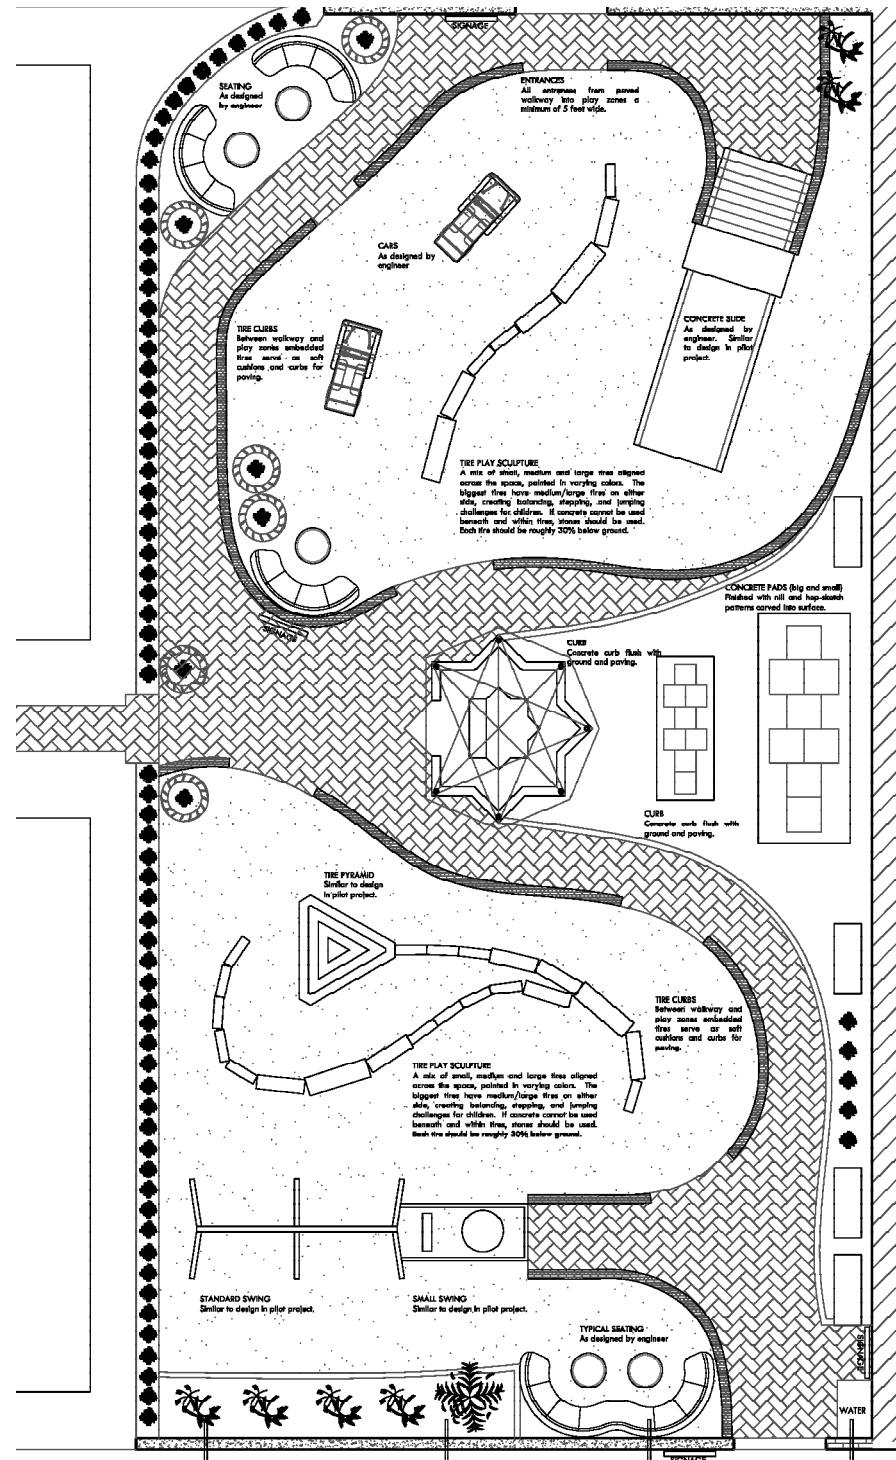 SIGNAGE
SEATING
As designed
by engineer
ENTRANCES
All entrances from paved
walkway into play zones a
minimum of 5 feet wide.
CARS
As designed by
engineer
TIRE CURBS
Between walkway and
play zones embedded
tires serve as soft
cushions and curbs for
paving.
CONCRETE SLIDE
As designed by
engineer. Similar
to design in pilot
project.
TIRE PLAY SCULPTURE
A mix of small, medium and large tires aligned
across the space, painted in varying colors. The
biggest tires have medium/large tires on either
side, creating balancing, stepping, and jumping
challenges for children. If concrete cannot be used
beneath and within tires, stones should be used.
Each tire should be roughly 30% below ground.
CONCRETE PADS (big and small)
Finished with nill and hop-sketch
patterns carved into surface.
SIGNAGE
CURB
Concrete curb flush with
ground and paving.
CURB
Concrete curb flush with
ground and paving.
TIRE PYRAMID
Similar to design
in pilot project.
TIRE CURBS
Between walkway and
play zones embedded
tires serve as soft
cushions and curbs for
paving.
TIRE PLAY SCULPTURE
A mix of small, medium and large tires aligned
across the space, painted in varying colors. The
biggest tires have medium/large tires on either
side, creating balancing, stepping, and jumping
challenges for children. If concrete cannot be used
beneath and within tires, stones should be used.
Each tire should be roughly 30% below ground.
STANDARD SWING
Similar to design in pilot project.
SMALL SWING
Similar to design in pilot project.
TYPICAL SEATING
As designed by engineer
SIGNAGE
WATER
SIGNAGE